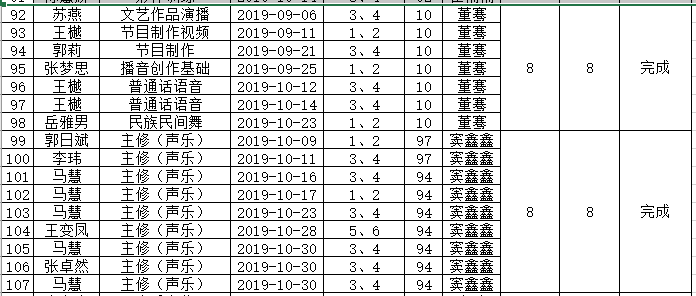 92 苏燕 文艺作品演播 2019-09-06 3、4 10 董骞
93 王樾 节目制作视频 2019-09-11 1、2 10 董骞
94 郭莉 节目制作 2019-09-21 3、4 10 董骞
95 张梦思 播音创作基础 2019-09-25 1、2 10 董骞 8 8 完成
96 王樾 普通话语音 2019-10-12 3、4 10 董骞
97 王樾 普通话语音 2019-10-14 3、4 10 董骞
98 岳雅男 民族民间舞 2019-10-23 1、2 10 董骞
99 郭日斌 主修（声乐） 2019-10-09 1、2 97 窦鑫鑫
100 李玮 主修（声乐） 2019-10-11 3、4 97 窦鑫鑫
101 马慧 主修（声乐） 2019-10-16 3、4 94 窦鑫鑫
102 马慧 主修（声乐） 2019-10-17 1、2 94 窦鑫鑫
103 马慧 主修（声乐） 2019-10-23 3、4 94 窦鑫鑫 8 8 完成
104 王变凤 主修（声乐） 2019-10-28 5、6 94 窦鑫鑫
105 马慧 主修（声乐） 2019-10-30 3、4 94 窦鑫鑫
106 张卓然 主修（声乐） 2019-10-30 3、4 94 窦鑫鑫
107 马慧 主修（声乐） 2019-10-30 3、4 94 窦鑫鑫